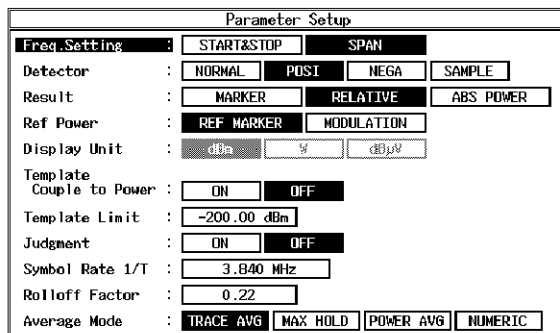 Parameter Setup
Freq.Setting : START&STOP SPAN
Detector : NORMAL POSI NEGA SAMPLE
Result : MARKER RELATIVE ABS POWER
Ref Power : REF MARKER MODULATION
Display Unit : dBm W dBμV
Template
Couple to Power : ON OFF
Template Limit : -200.00 dBm
Judgment : ON OFF
Symbol Rate 1/T : 3.840 MHz
Rolloff Factor : 0.22
Average Mode : TRACE AVG MAX HOLD POWER AVG NUMERIC